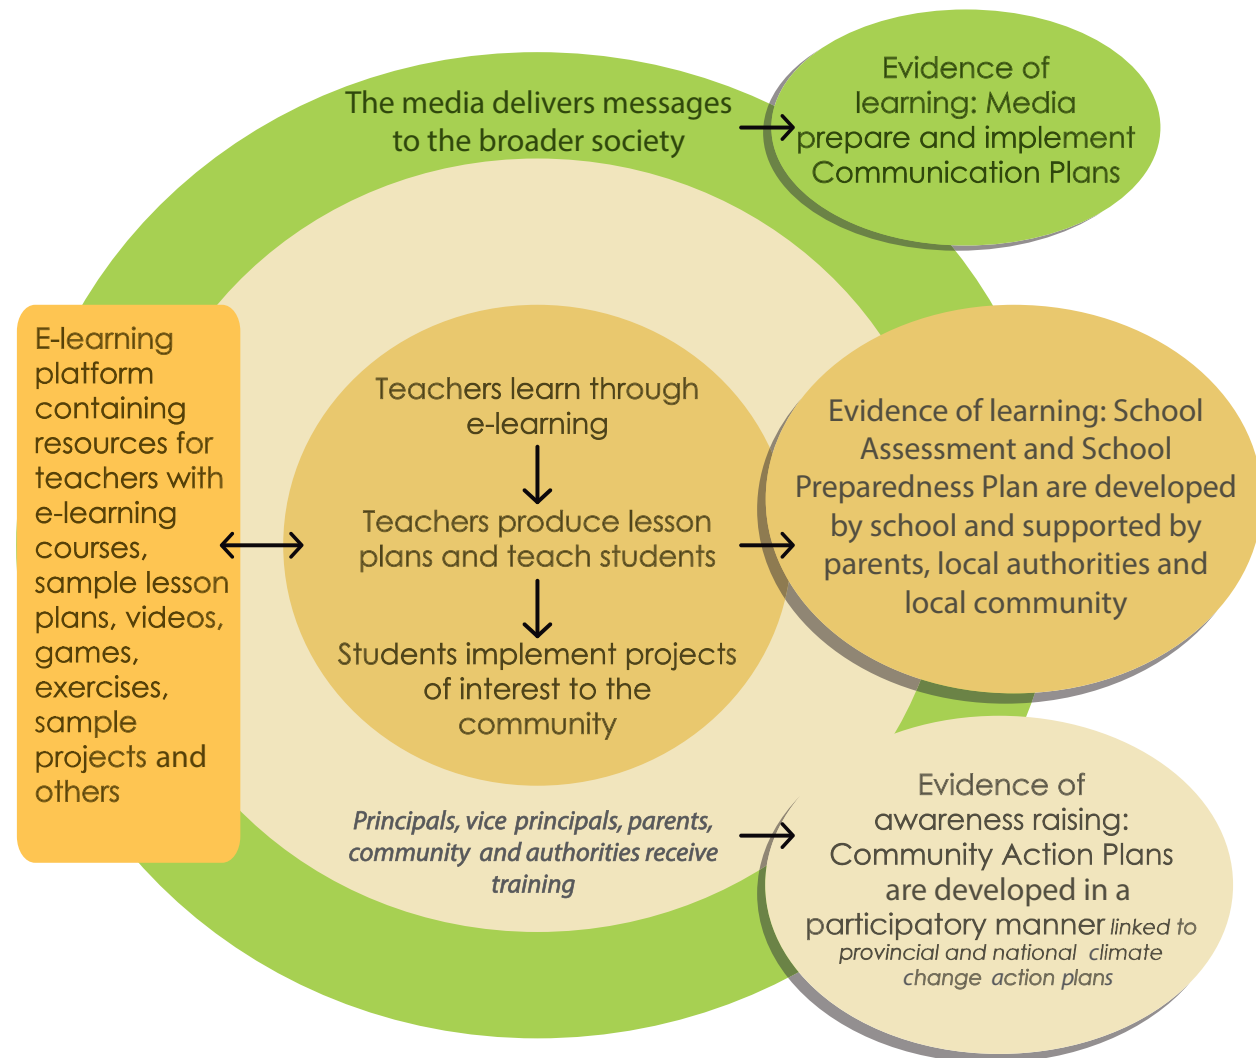 The media delivers messages
to the broader society
Evidence of
learning: Media
prepare and implement
Communication Plans
E-learning
platform
containing
resources for
teachers with
e-learning
courses,
sample lesson
plans, videos,
games,
exercises,
sample
projects and
others
Teachers learn through
e-learning
Teachers produce lesson
plans and teach students
Students implement projects
of interest to the
community
Evidence of learning: School
Assessment and School
Preparedness Plan are developed
by school and supported by
parents, local authorities and
local community
Principals, vice principals, parents,
community and authorities receive
training
Evidence of
awareness raising:
Community Action Plans
are developed in a
participatory manner linked to
provincial and national climate
change action plans